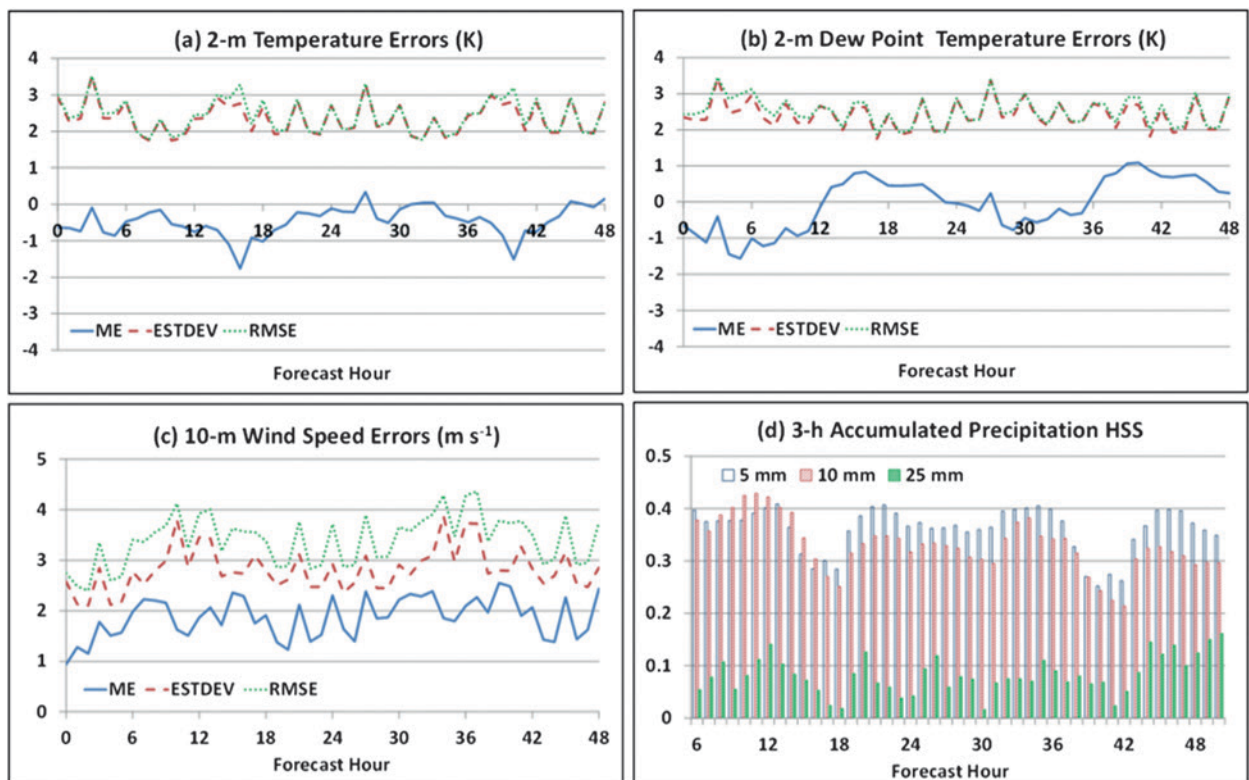 (a) 2-m Temperature Errors (K)
4
3
2
1
0
-1
-2
-3
-4
0 6 12 18 24 30 36 42 48
ME ESTDEV RMSE
Forecast Hour
(b) 2-m Dew Point Temperature Errors (K)
4
3
2
1
0
-1
-2
-3
-4
0 6 12 18 24 30 36 42 48
ME ESTDEV RMSE
Forecast Hour
(c) 10-m Wind Speed Errors (m s⁻¹)
5
4
3
2
1
0
ME ESTDEV RMSE
0 6 12 18 24 30 36 42 48
Forecast Hour
(d) 3-h Accumulated Precipitation HSS
0.5
0.4
0.3
0.2
0.1
0
5 mm 10 mm 25 mm
6 12 18 24 30 36 42 48
Forecast Hour